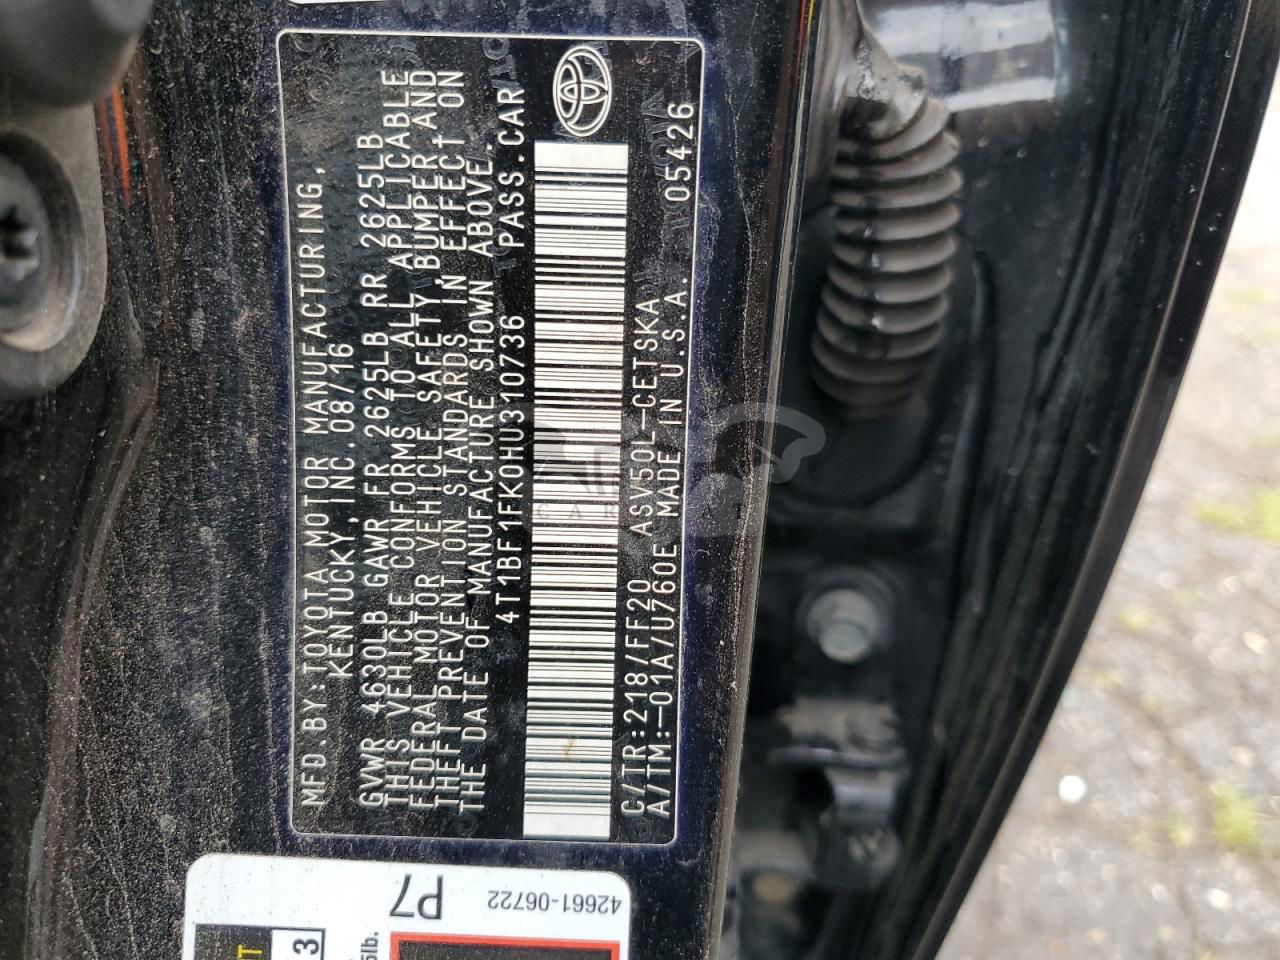 MFD.BY:TOYOTA MOTOR MANUFACTURING,
KENTUCKY,INC.08/16
GVWR 4630LB GAWR FR 2625LB RR 2625LB
THIS VEHICLE CONFORMS TO ALL APPLICABLE
FEDERAL MOTOR VEHICLE SAFETY,BUMPER AND
THEFT PREVENTION STANDARDS IN EFFECT ON
THE DATE OF MANUFACTURE SHOWN ABOVE.
4T1BF1FK0HU310736 PASS.CAR
C/TR:218/FF20 ASV50L-CETSKA
A/TM:-01A/U760E MADE IN U.S.A. 05426
P7
42661-06722
3